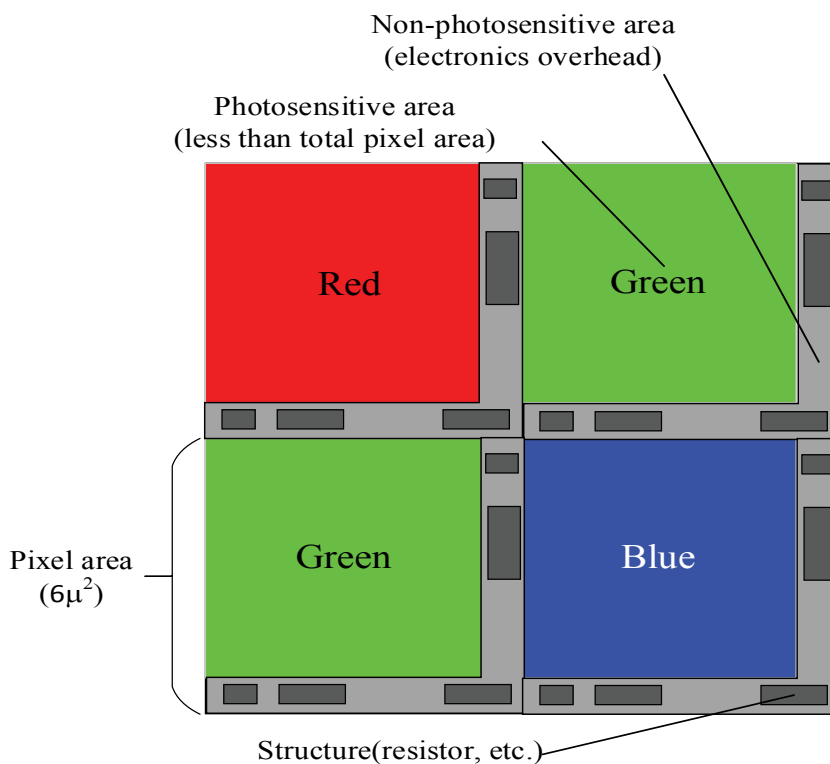 Non-photosensitive area
(electronics overhead)
Photosensitive area
(less than total pixel area)
Red
Green
Green
Blue
Pixel area
(6μ²)
Structure(resistor, etc.)